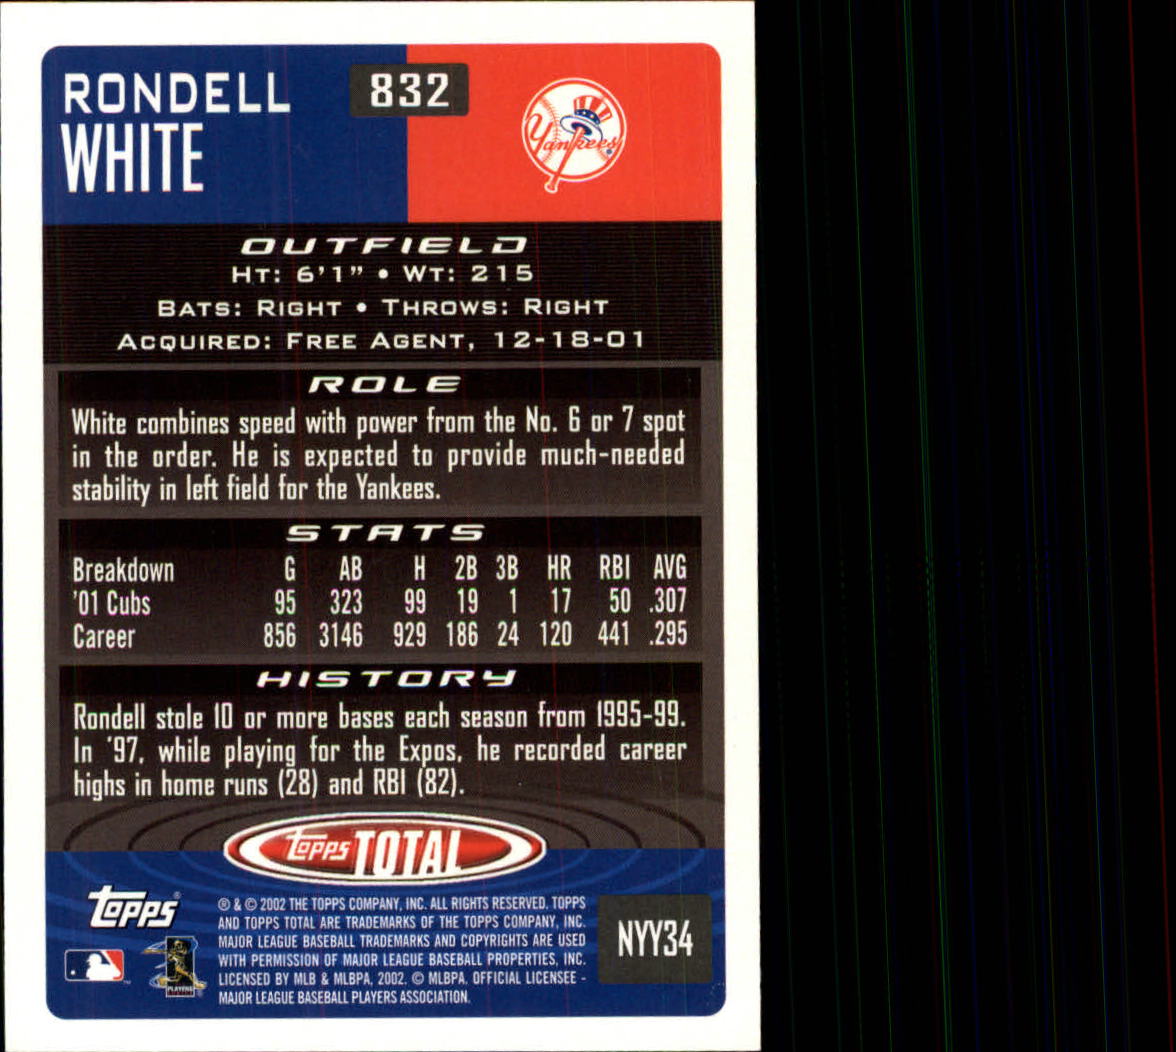 RONDELL
WHITE
832
Yankees
OUTFIELD
HT: 6'1" • WT: 215
BATS: RIGHT • THROWS: RIGHT
ACQUIRED: FREE AGENT, 12-18-01
ROLE
White combines speed with power from the No. 6 or 7 spot
in the order. He is expected to provide much-needed
stability in left field for the Yankees.
STATS
Breakdown G AB H 2B 3B HR RBI AVG
'01 Cubs 95 323 99 19 1 17 50 .307
Career 856 3146 929 186 24 120 441 .295
HISTORY
Rondell stole 10 or more bases each season from 1995-99.
In '97, while playing for the Expos, he recorded career
highs in home runs (28) and RBI (82).
Topps TOTAL
Topps®
® & © 2002 THE TOPPS COMPANY, INC. ALL RIGHTS RESERVED. TOPPS
AND TOPPS TOTAL ARE TRADEMARKS OF THE TOPPS COMPANY, INC.
MAJOR LEAGUE BASEBALL TRADEMARKS AND COPYRIGHTS ARE USED
WITH PERMISSION OF MAJOR LEAGUE BASEBALL PROPERTIES, INC.
LICENSED BY MLB & MLBPA, 2002. © MLBPA. OFFICIAL LICENSEE -
MAJOR LEAGUE BASEBALL PLAYERS ASSOCIATION.
PLAYERS
NYY34